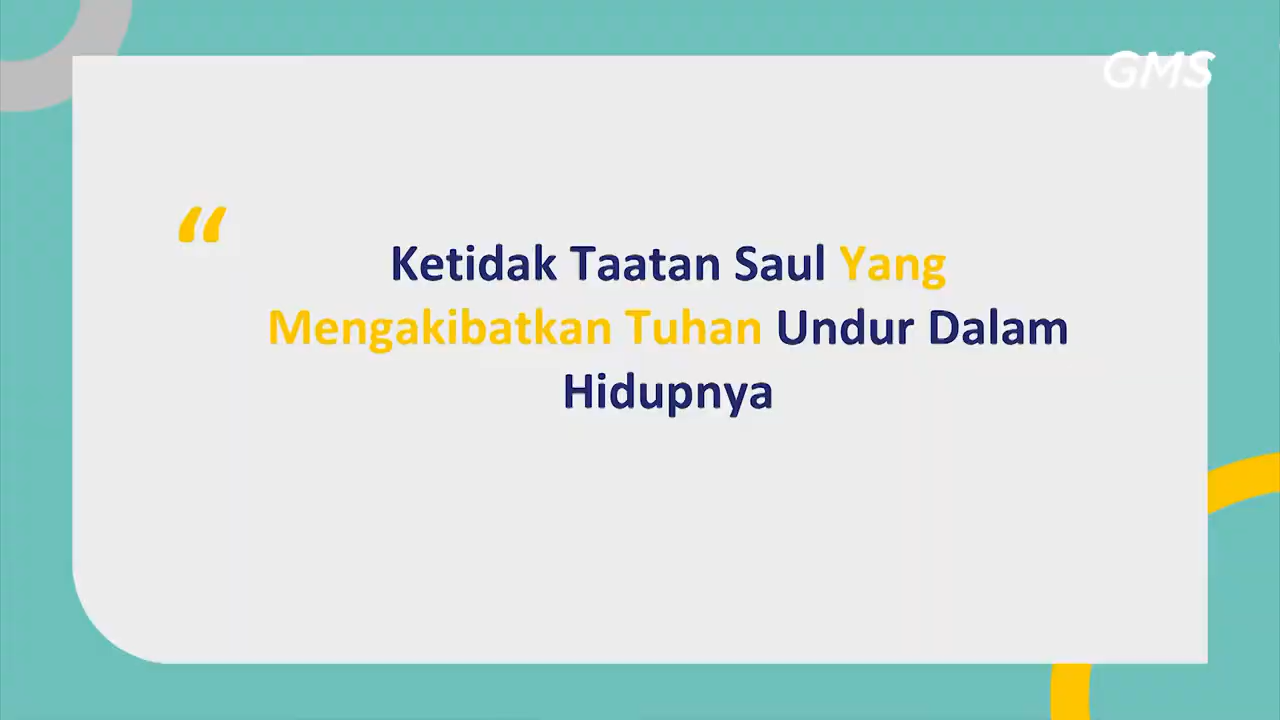 GMS
“
Ketidak Taatan Saul Yang
Mengakibatkan Tuhan Undur Dalam
Hidupnya